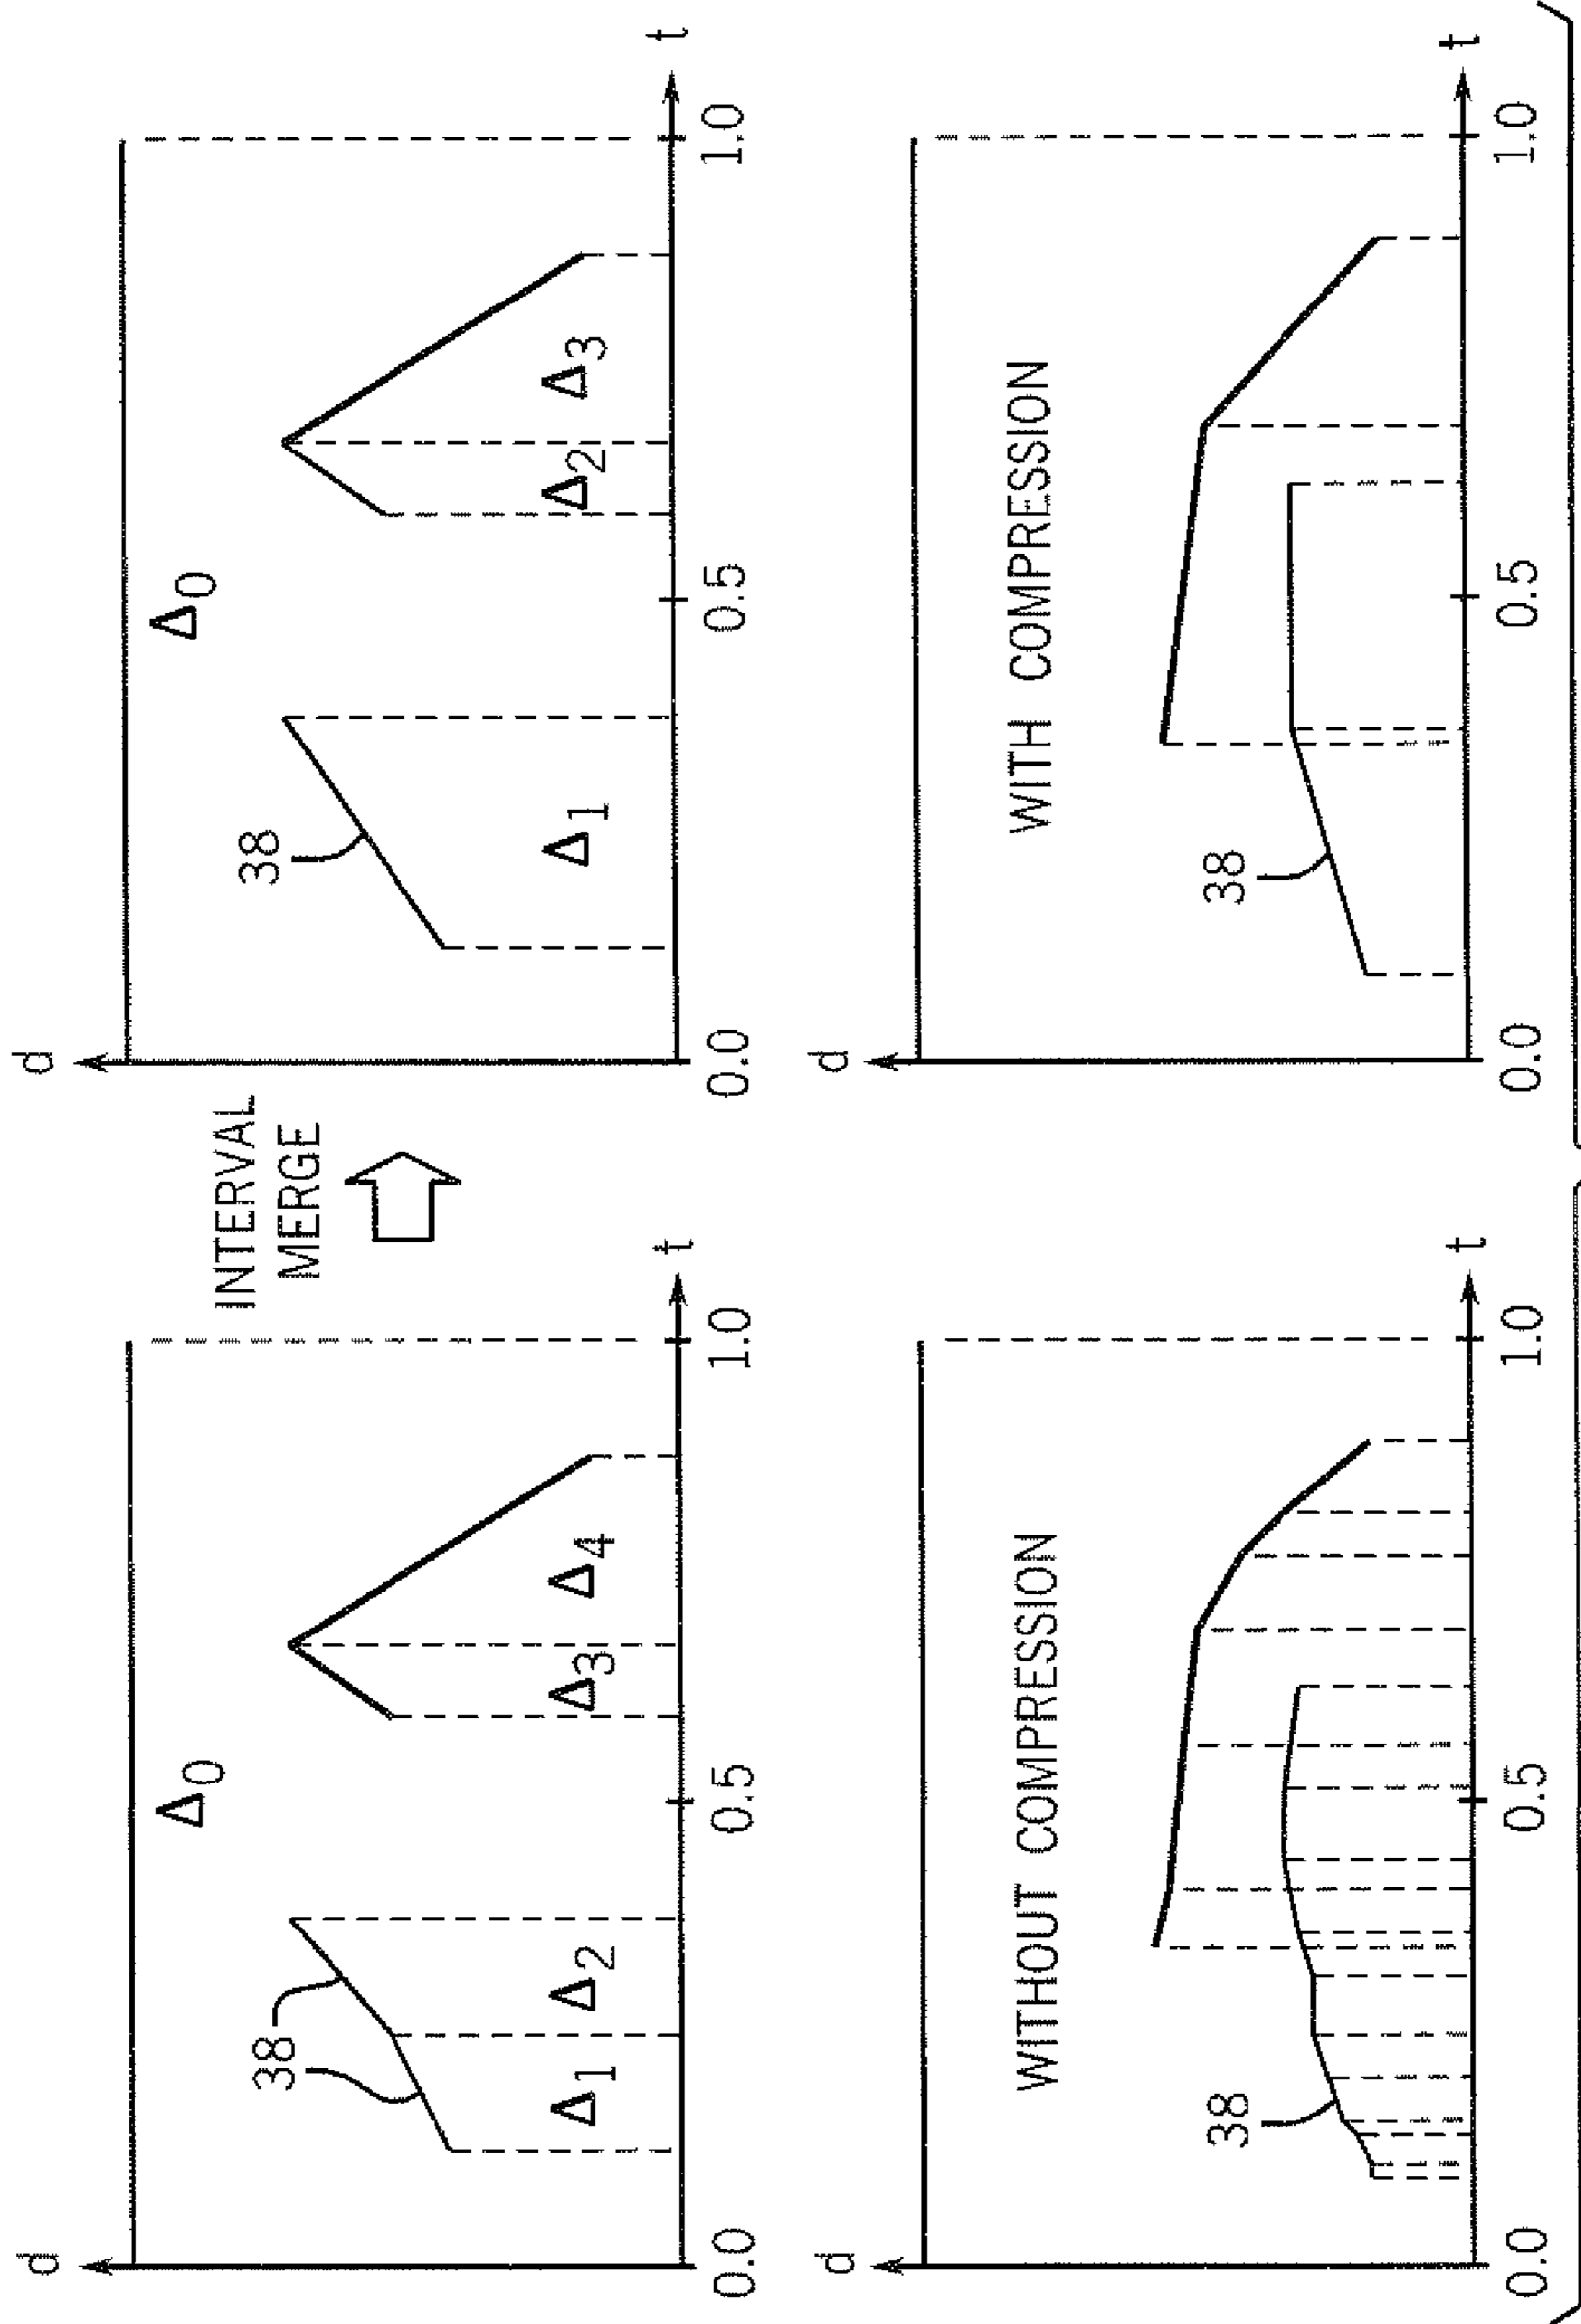 d
Δ0
38
Δ1
Δ2
Δ3
Δ4
0.0
0.5
1.0
t
INTERVAL
MERGE
d
Δ0
38
Δ1
Δ2
Δ3
0.0
0.5
1.0
t
d
WITHOUT COMPRESSION
38
0.0
0.5
1.0
t
d
WITH COMPRESSION
38
0.0
0.5
1.0
t